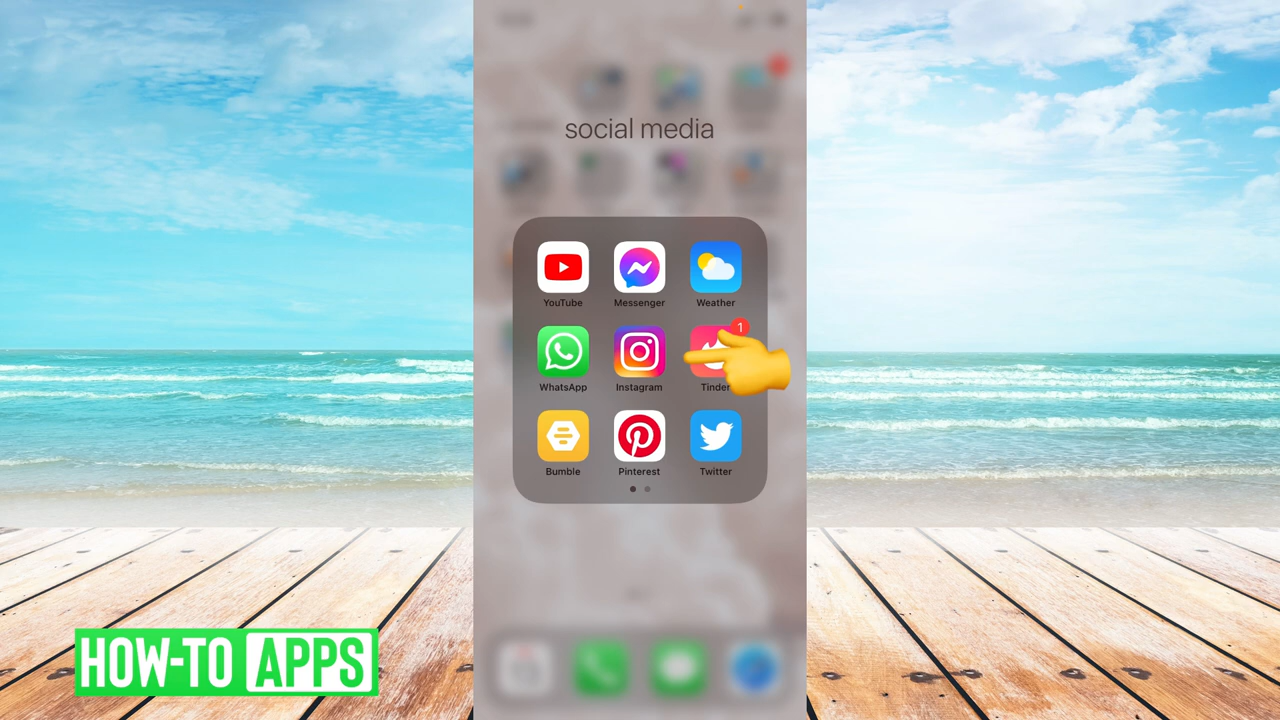 social media
YouTube
Messenger
Weather
1
WhatsApp
Instagram
Tinder
Bumble
Pinterest
Twitter
HOW-TO APPS